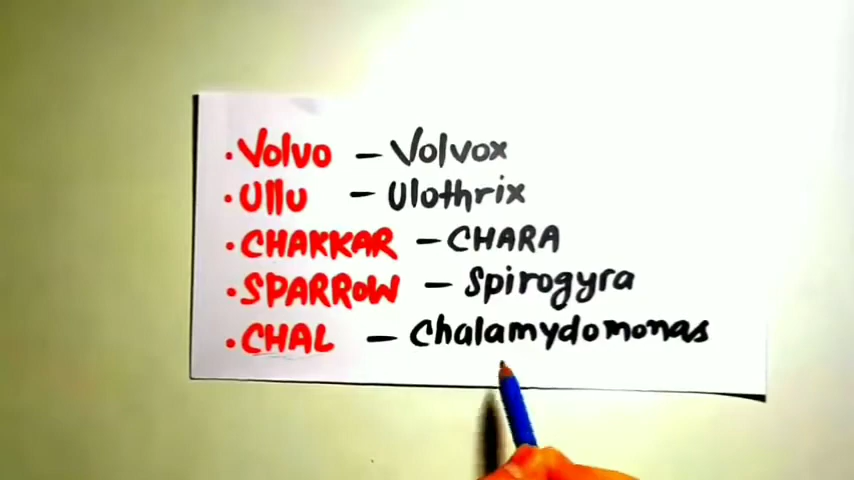 • Volvo – Volvox
• Ullu – Ulothrix
• CHAKKAR – CHARA
• SPARROW – Spirogyra
• CHAL – Chalamydomonas